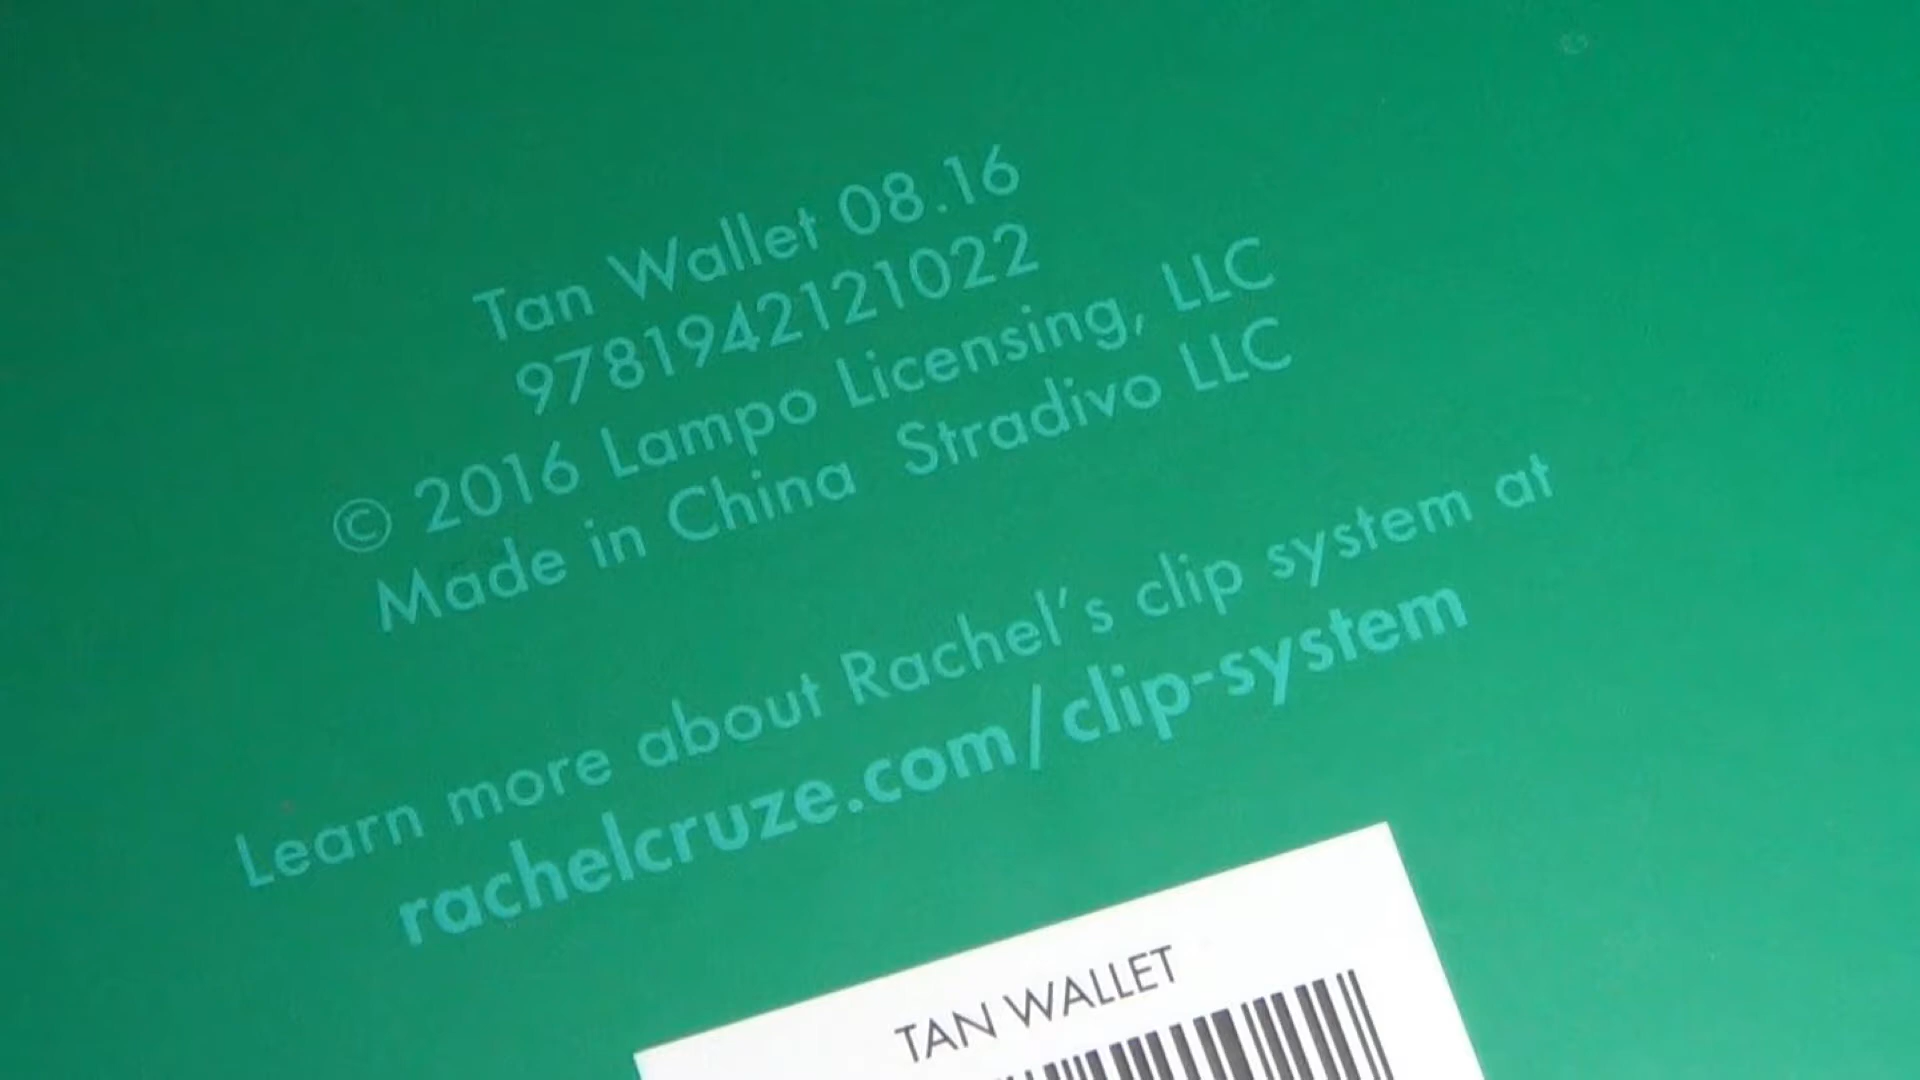 Tan Wallet 08.16
9781942121022
© 2016 Lampo Licensing, LLC
Made in China  Stradivo LLC
Learn more about Rachel's clip system at
rachelcruze.com/clip-system
TAN WALLET